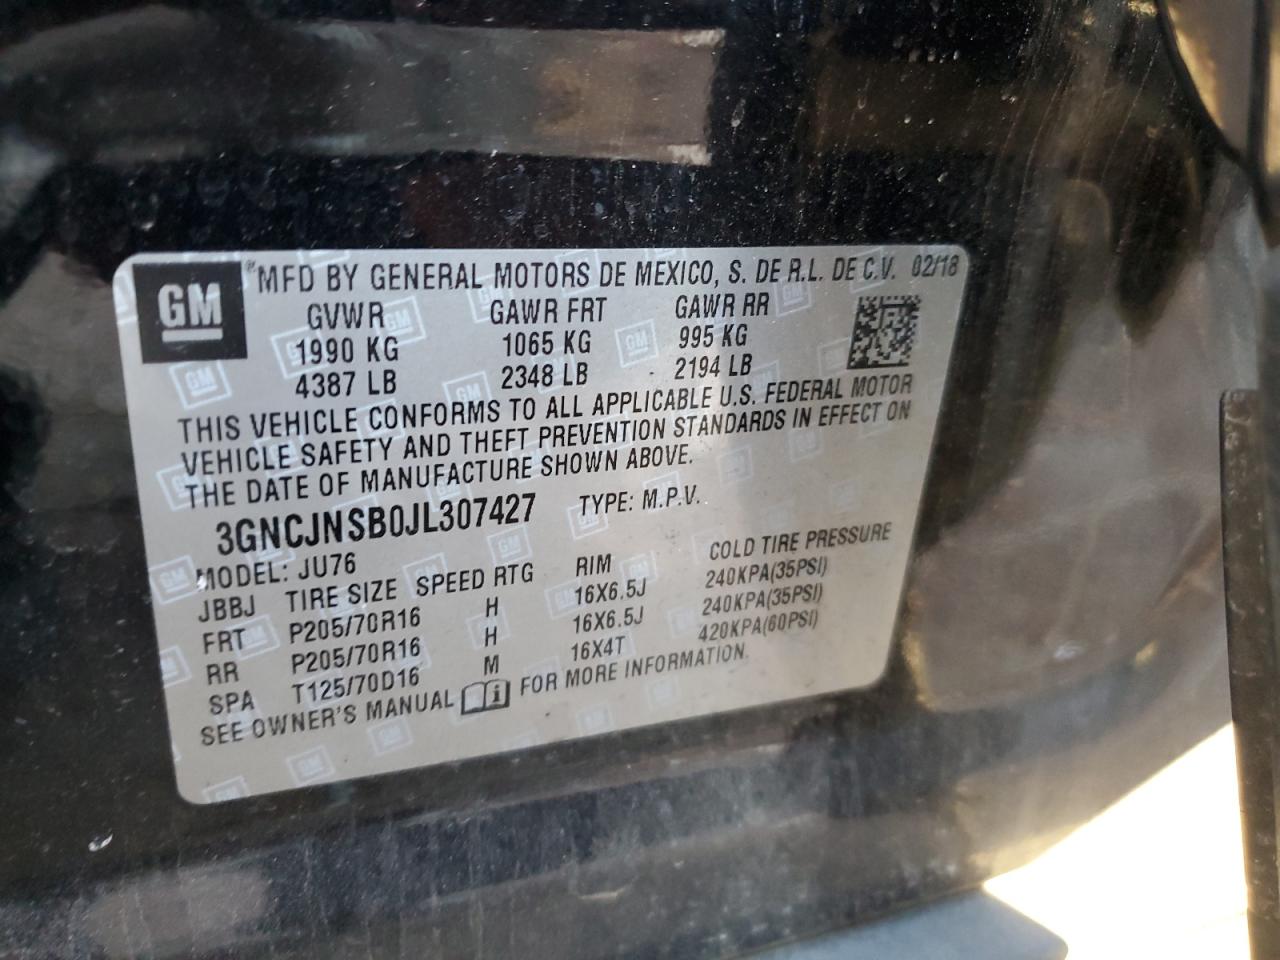 GM
MFD BY GENERAL MOTORS DE MEXICO, S. DE R.L. DE C.V. 02/18
GVWR GAWR FRT GAWR RR
1990 KG 1065 KG 995 KG
4387 LB 2348 LB 2194 LB
THIS VEHICLE CONFORMS TO ALL APPLICABLE U.S. FEDERAL MOTOR
VEHICLE SAFETY AND THEFT PREVENTION STANDARDS IN EFFECT ON
THE DATE OF MANUFACTURE SHOWN ABOVE.
3GNCJNSB0JL307427 TYPE: M.P.V.
MODEL: JU76
JBBJ TIRE SIZE SPEED RTG RIM COLD TIRE PRESSURE
FRT P205/70R16 H 16X6.5J 240KPA(35PSI)
RR P205/70R16 H 16X6.5J 240KPA(35PSI)
SPA T125/70D16 M 16X4T 420KPA(60PSI)
SEE OWNER'S MANUAL i FOR MORE INFORMATION.